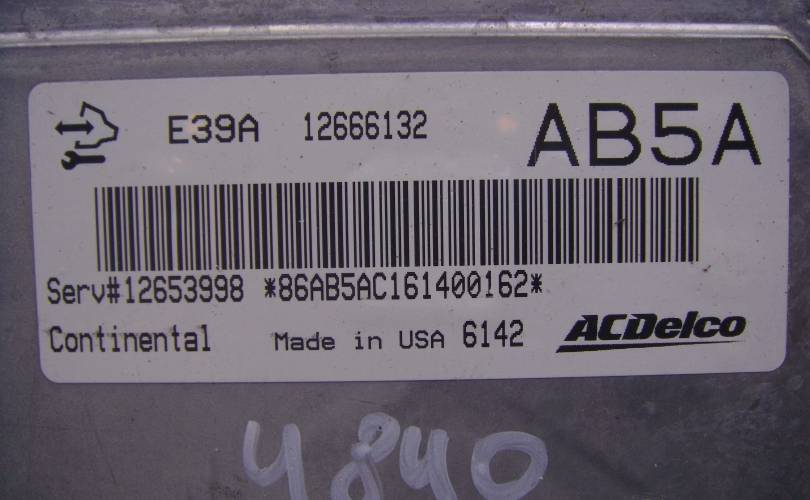 E39A 12666132 AB5A
Serv#12653998 *86AB5AC161400162*
Continental Made in USA 6142 ACDelco
4840